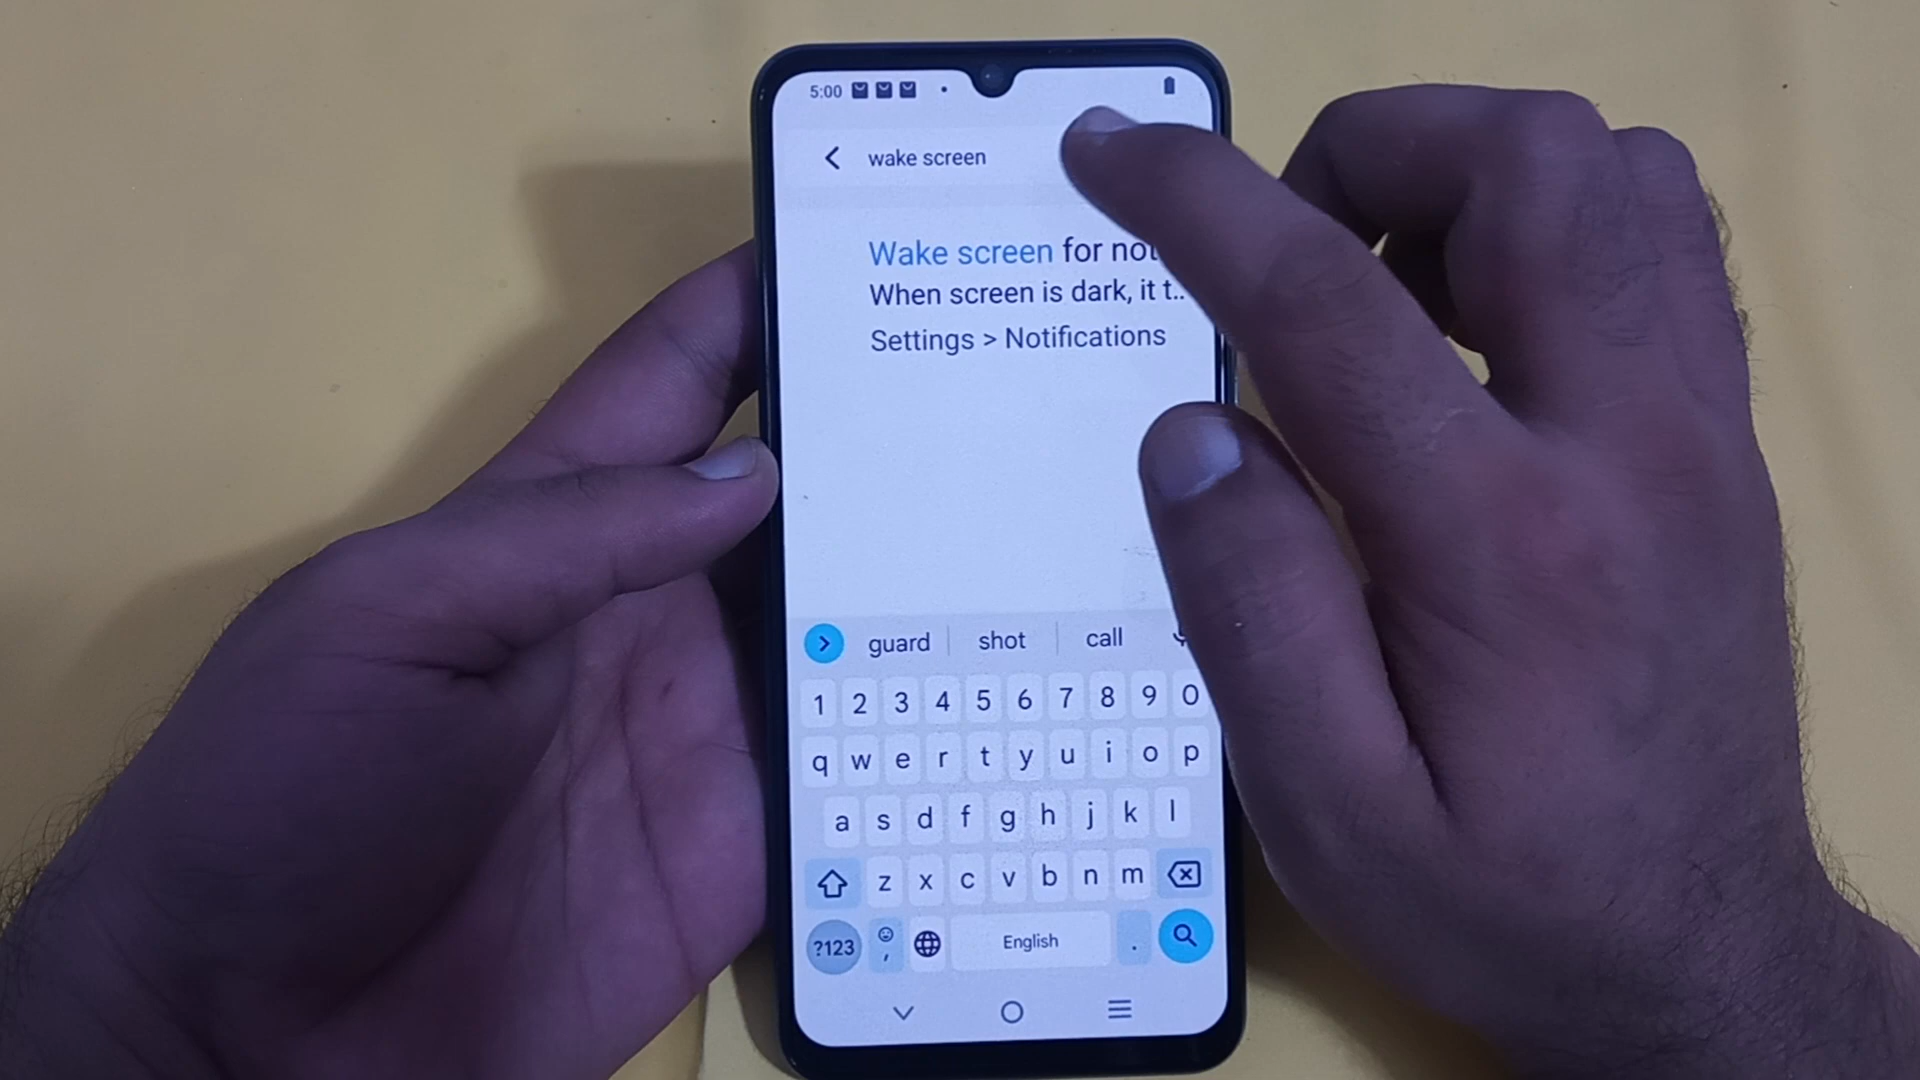 5:00
wake screen
Wake screen for
When screen is dark, it t..
Settings > Notifications
guard shot call
1 2 3 4 5 6 7 8 9 0
q w e r t y u i o p
a s d f g h j k l
z x c v b n m
?123 , English .